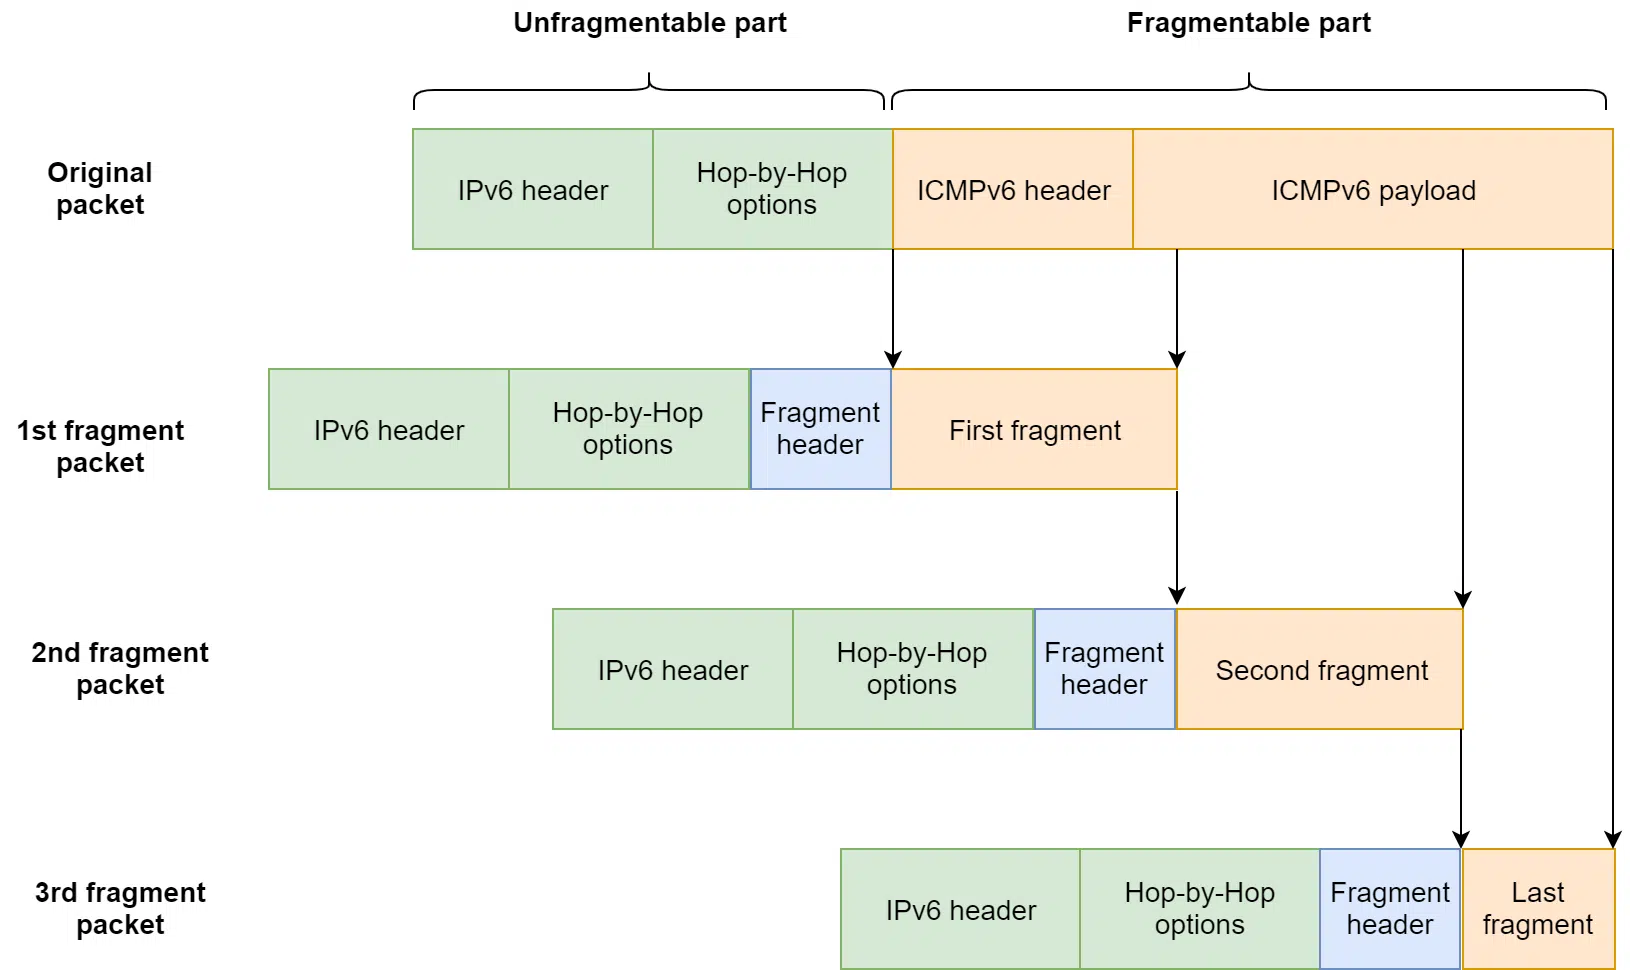 Unfragmentable part
Fragmentable part
Original
packet
IPv6 header
Hop-by-Hop
options
ICMPv6 header
ICMPv6 payload
1st fragment
packet
IPv6 header
Hop-by-Hop
options
Fragment
header
First fragment
2nd fragment
packet
IPv6 header
Hop-by-Hop
options
Fragment
header
Second fragment
3rd fragment
packet
IPv6 header
Hop-by-Hop
options
Fragment
header
Last
fragment